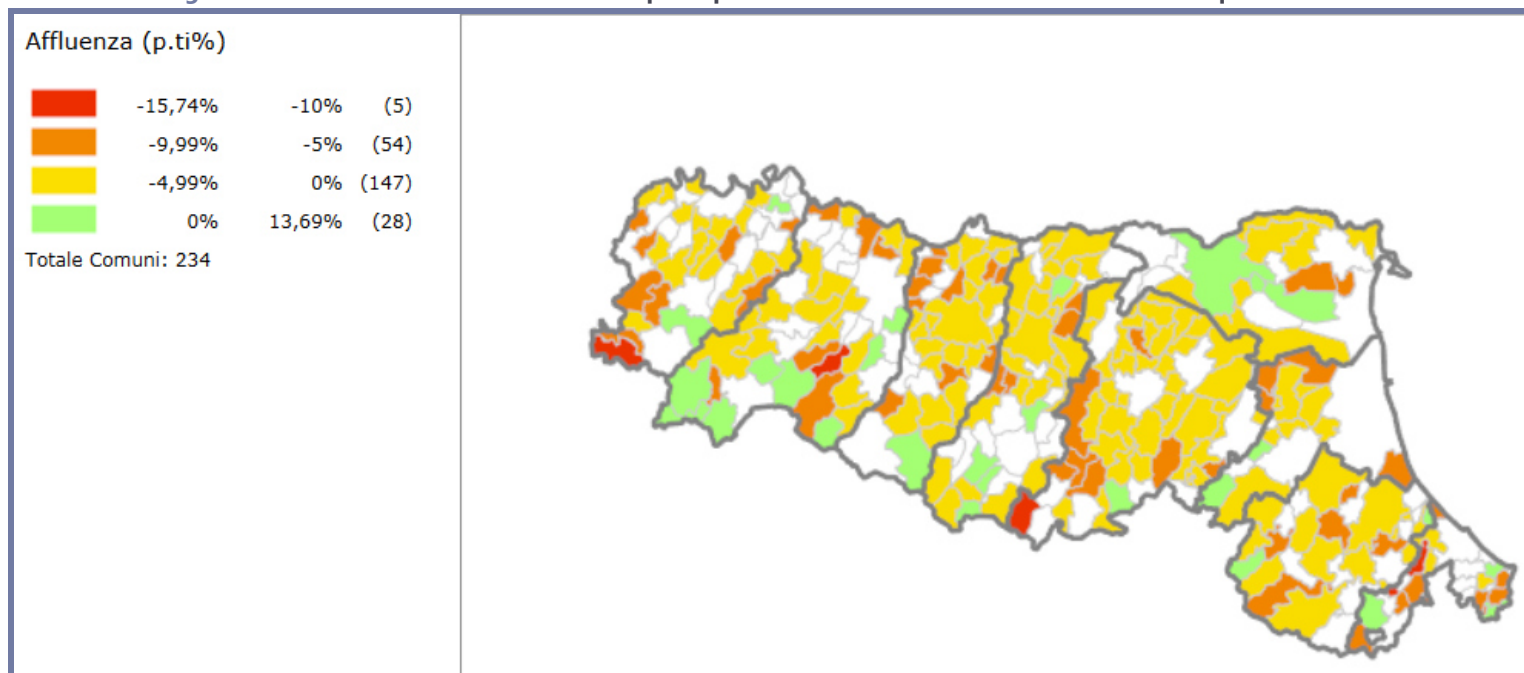 Affluenza (p.ti%)
-15,74% -10% (5)
-9,99% -5% (54)
-4,99% 0% (147)
0% 13,69% (28)
Totale Comuni: 234